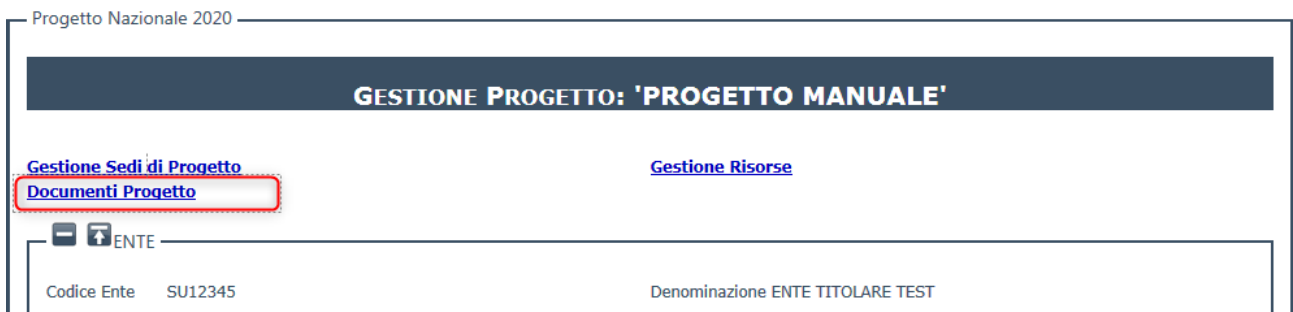 Progetto Nazionale 2020
GESTIONE PROGETTO: 'PROGETTO MANUALE'
Gestione Sedi di Progetto Gestione Risorse
Documenti Progetto
ENTE
Codice Ente SU12345 Denominazione ENTE TITOLARE TEST